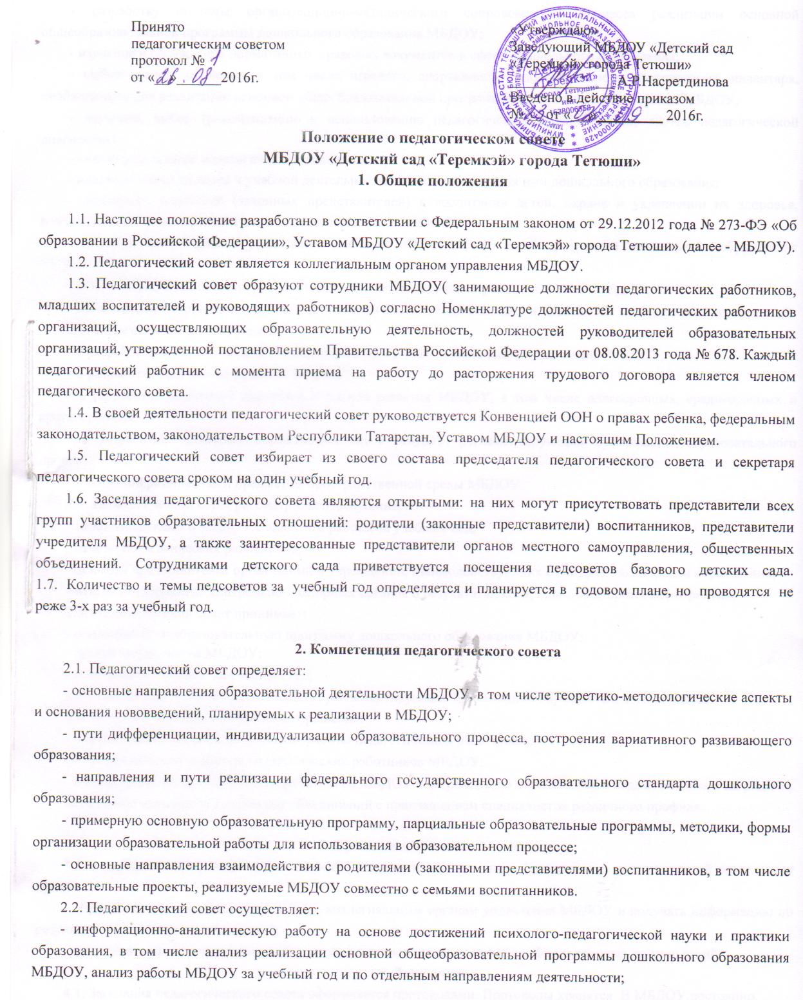 Принято
педагогическим советом
протокол № 1
от «26». 08 2016г.
«Утверждаю»
Заведующий МБДОУ «Детский сад
«Теремкэй» города Тетюши»
А.Р.Насретдинова
Введено в действие приказом
№ от « 2016г.
Положение о педагогическом совете
МБДОУ «Детский сад «Теремкэй» города Тетюши»
1. Общие положения
1.1. Настоящее положение разработано в соответствии с Федеральным законом от 29.12.2012 года № 273-ФЭ «Об
образовании в Российской Федерации», Уставом МБДОУ «Детский сад «Теремкэй» города Тетюши» (далее - МБДОУ).
1.2. Педагогический совет является коллегиальным органом управления МБДОУ.
1.3. Педагогический совет образуют сотрудники МБДОУ( занимающие должности педагогических работников,
младших воспитателей и руководящих работников) согласно Номенклатуре должностей педагогических работников
организаций, осуществляющих образовательную деятельность, должностей руководителей образовательных
организаций, утвержденной постановлением Правительства Российской Федерации от 08.08.2013 года № 678. Каждый
педагогический работник с момента приема на работу до расторжения трудового договора является членом
педагогического совета.
1.4. В своей деятельности педагогический совет руководствуется Конвенцией ООН о правах ребенка, федеральным
законодательством, законодательством Республики Татарстан, Уставом МБДОУ и настоящим Положением.
1.5. Педагогический совет избирает из своего состава председателя педагогического совета и секретаря
педагогического совета сроком на один учебный год.
1.6. Заседания педагогического совета являются открытыми: на них могут присутствовать представители всех
групп участников образовательных отношений: родители (законные представители) воспитанников, представители
учредителя МБДОУ, а также заинтересованные представители органов местного самоуправления, общественных
объединений. Сотрудниками детского сада приветствуется посещения педсоветов базового детских сада.
1.7. Количество и темы педсоветов за учебный год определяется и планируется в годовом плане, но проводятся не
реже 3-х раз за учебный год.
2. Компетенция педагогического совета
2.1. Педагогический совет определяет:
- основные направления образовательной деятельности МБДОУ, в том числе теоретико-методологические аспекты
и основания нововведений, планируемых к реализации в МБДОУ;
- пути дифференциации, индивидуализации образовательного процесса, построения вариативного развивающего
образования;
- направления и пути реализации федерального государственного образовательного стандарта дошкольного
образования;
- примерную основную образовательную программу, парциальные образовательные программы, методики, формы
организации образовательной работы для использования в образовательном процессе;
- основные направления взаимодействия с родителями (законными представителями) воспитанников, в том числе
образовательные проекты, реализуемые МБДОУ совместно с семьями воспитанников.
2.2. Педагогический совет осуществляет:
- информационно-аналитическую работу на основе достижений психолого-педагогической науки и практики
образования, в том числе анализ реализации основной общеобразовательной программы дошкольного образования
МБДОУ, анализ работы МБДОУ за учебный год и по отдельным направлениям деятельности;